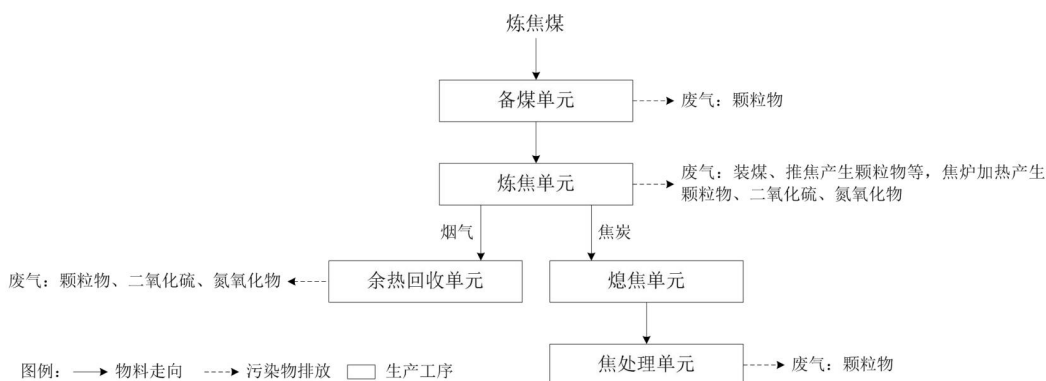 炼焦煤
备煤单元
废气：颗粒物
炼焦单元
废气：装煤、推焦产生颗粒物等，焦炉加热产生
颗粒物、二氧化硫、氮氧化物
烟气
焦炭
废气：颗粒物、二氧化硫、氮氧化物
余热回收单元
熄焦单元
焦处理单元
废气：颗粒物
图例：
物料走向
污染物排放
生产工序